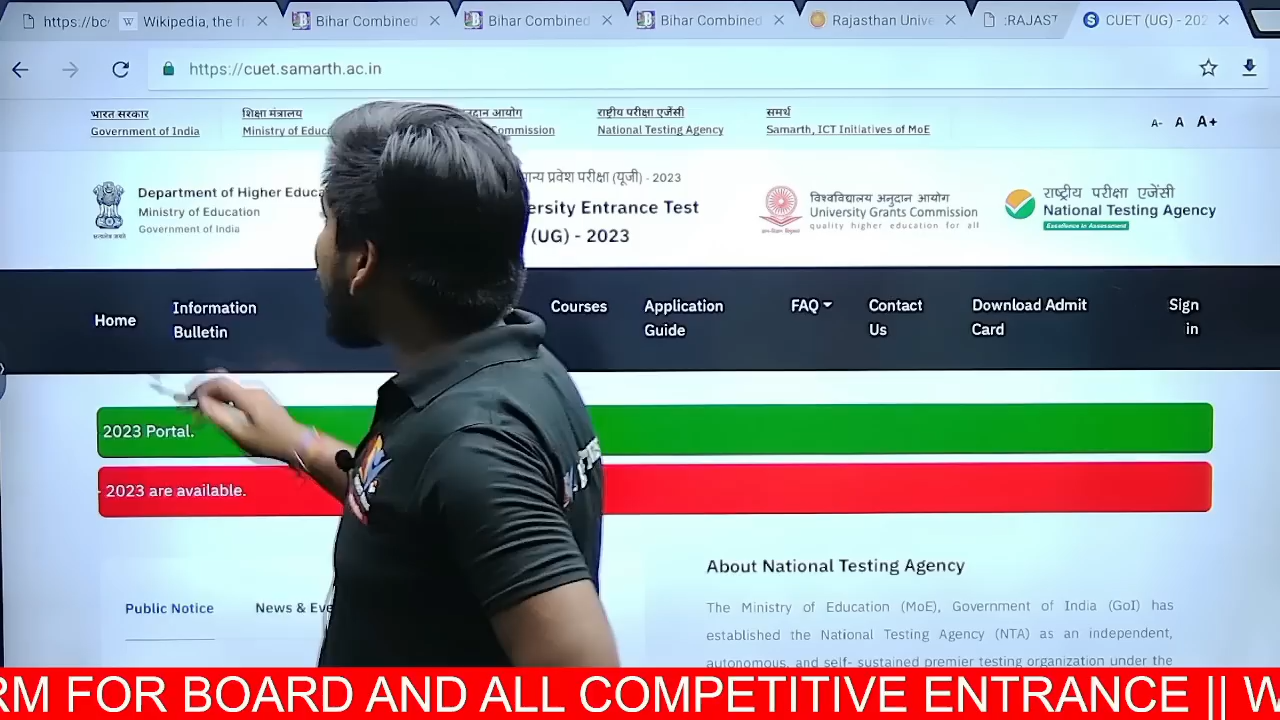 https://bc
Wikipedia, the f
Bihar Combined
Bihar Combined
Bihar Combined
Rajasthan Unive
:RAJAST
CUET (UG) - 202
https://cuet.samarth.ac.in
भारत सरकार
Government of India
शिक्षा मंत्रालय
Ministry of Educ
नुदान आयोग
Commission
राष्ट्रीय परीक्षा एजेंसी
National Testing Agency
समर्थ
Samarth, ICT Initiatives of MoE
A- A A+
Department of Higher Educa
Ministry of Education
Government of India
सत्यमेव जयते
मान्य प्रवेश परीक्षा (यूजी) - 2023
ersity Entrance Test
(UG) - 2023
विश्वविद्यालय अनुदान आयोग
University Grants Commission
quality higher education for all
राष्ट्रीय परीक्षा एजेंसी
National Testing Agency
Excellence in Assessment
Home
Information
Bulletin
Courses
Application
Guide
FAQ
Contact
Us
Download Admit
Card
Sign
in
2023 Portal.
- 2023 are available.
Public Notice
News & Eve
About National Testing Agency
The Ministry of Education (MoE), Government of India (GoI) has
established the National Testing Agency (NTA) as an independent,
autonomous, and self- sustained premier testing organization under the
RM FOR BOARD AND ALL COMPETITIVE ENTRANCE || W